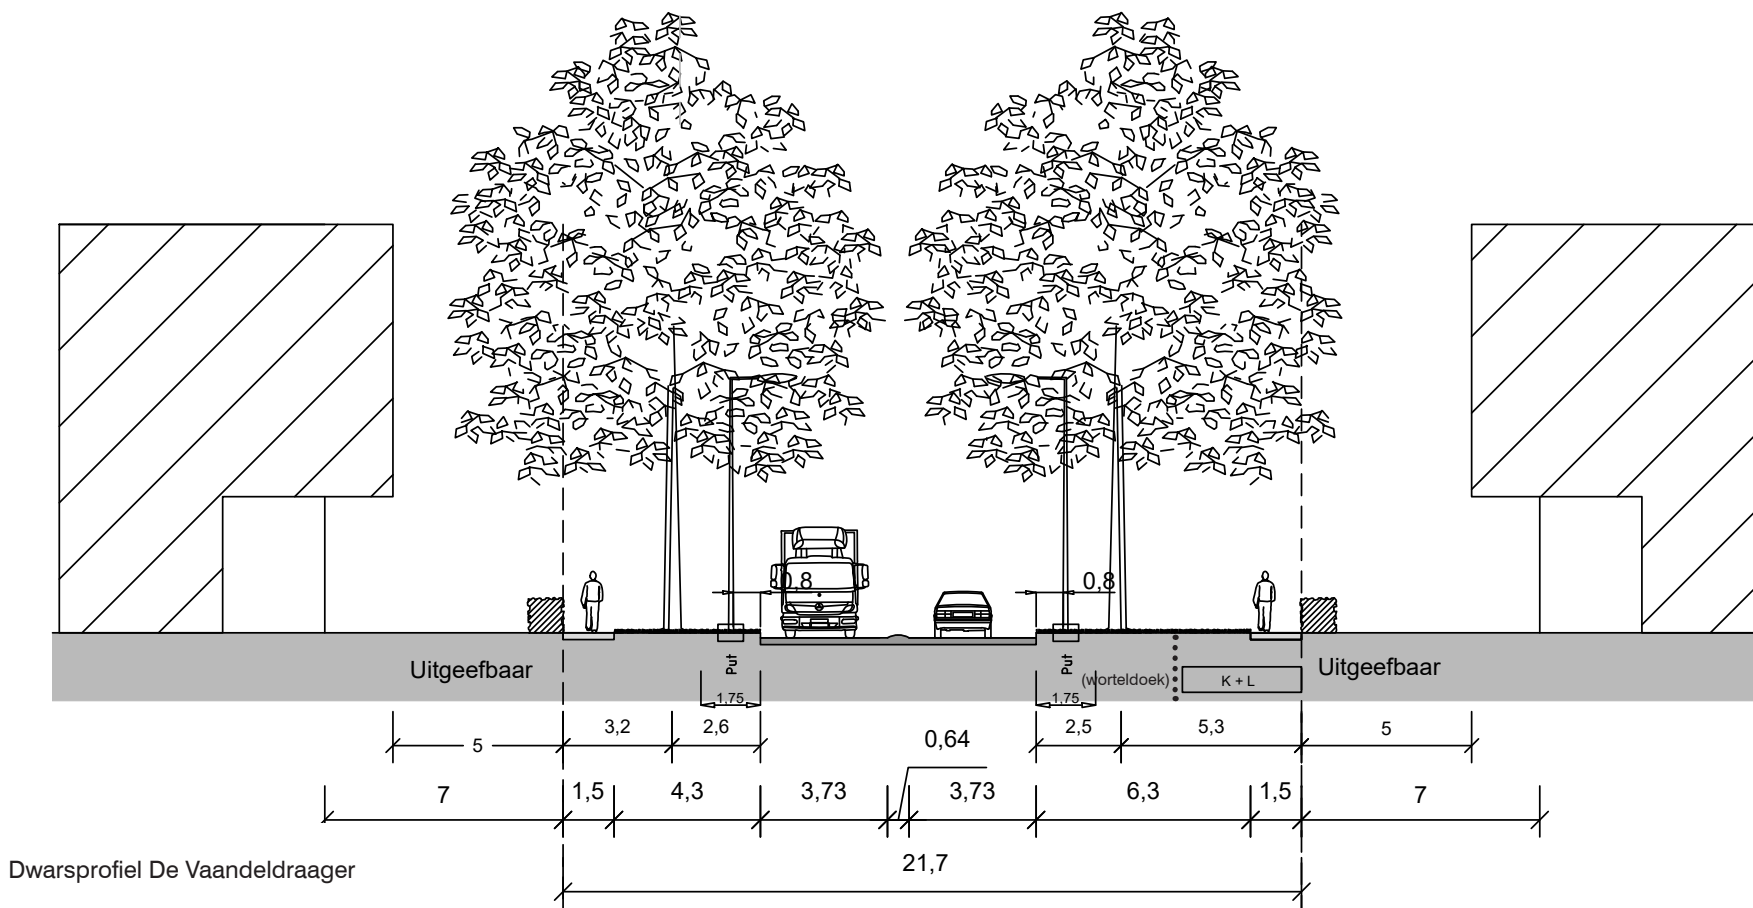 0,8
0,8
Uitgeefbaar
Put
Put
(worteldoek)
K + L
Uitgeefbaar
1,75
1,75
5
3,2
2,6
0,64
2,5
5,3
5
7
1,5
4,3
3,73
3,73
6,3
1,5
7
21,7
Dwarsprofiel De Vaandeldraager